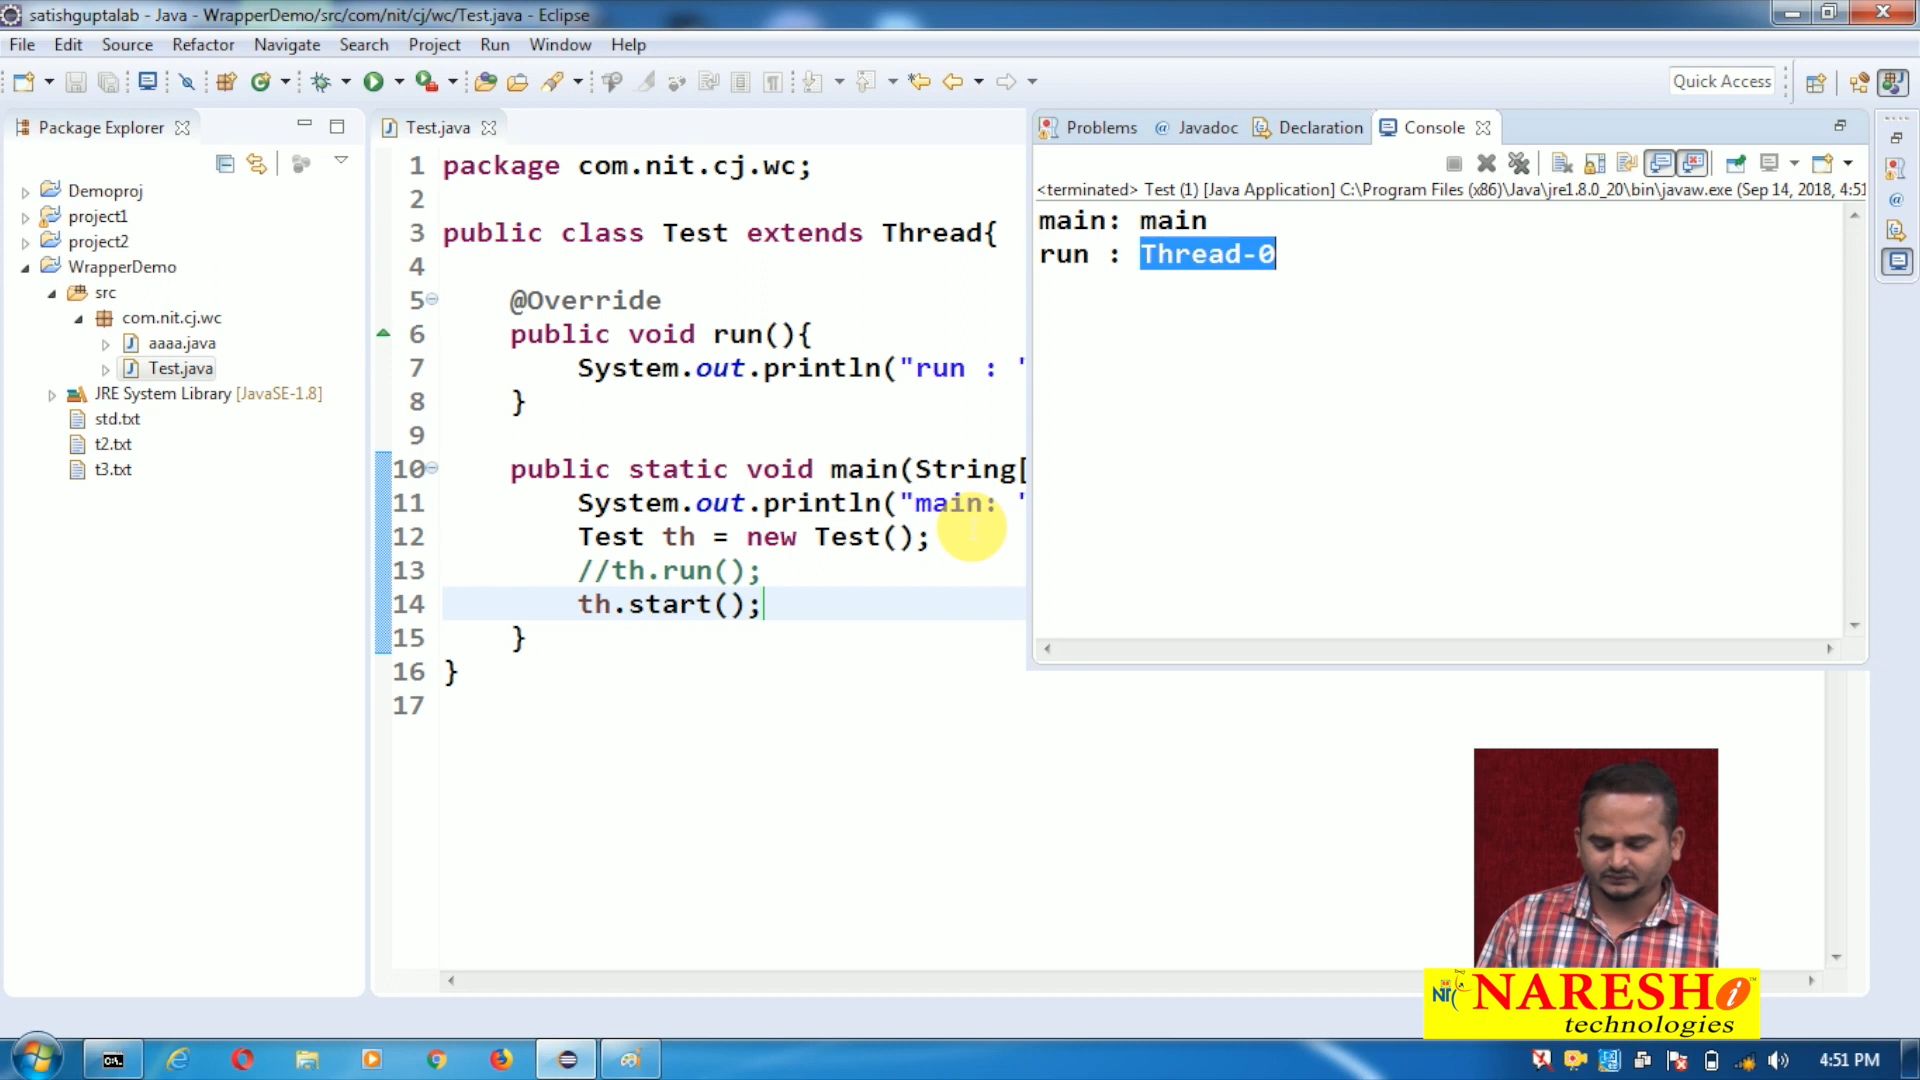 satishguptalab - Java - WrapperDemo/src/com/nit/cj/wc/Test.java - Eclipse
File Edit Source Refactor Navigate Search Project Run Window Help
Quick Access
Package Explorer
Demoproj
project1
project2
WrapperDemo
src
com.nit.cj.wc
aaaa.java
Test.java
JRE System Library [JavaSE-1.8]
std.txt
t2.txt
t3.txt
Test.java
1 package com.nit.cj.wc;
2
3 public class Test extends Thread{
4
5 @Override
6 public void run(){
7 System.out.println("run : "
8 }
9
10 public static void main(String[
11 System.out.println("main: "
12 Test th = new Test();
13 //th.run();
14 th.start();
15 }
16 }
17
Problems @ Javadoc Declaration Console
<terminated> Test (1) [Java Application] C:\Program Files (x86)\Java\jre1.8.0_20\bin\javaw.exe (Sep 14, 2018, 4:51
main: main
run : Thread-0
NARESH i
technologies
4:51 PM